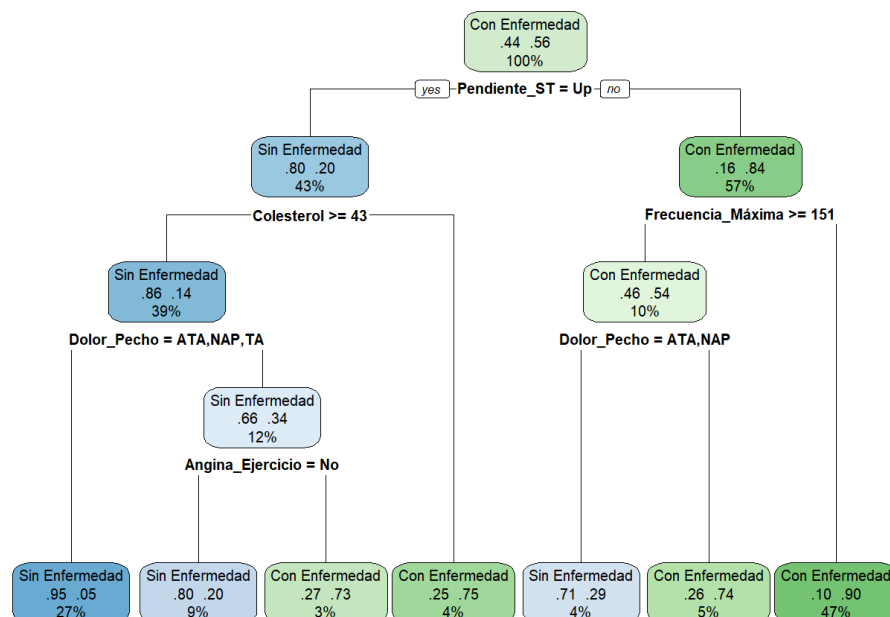 Con Enfermedad
.44 .56
100%
yes Pendiente_ST = Up no
Sin Enfermedad
.80 .20
43%
Con Enfermedad
.16 .84
57%
Colesterol >= 43
Frecuencia_Máxima >= 151
Sin Enfermedad
.86 .14
39%
Con Enfermedad
.46 .54
10%
Dolor_Pecho = ATA,NAP,TA
Dolor_Pecho = ATA,NAP
Sin Enfermedad
.66 .34
12%
Angina_Ejercicio = No
Sin Enfermedad
.95 .05
27%
Sin Enfermedad
.80 .20
9%
Con Enfermedad
.27 .73
3%
Con Enfermedad
.25 .75
4%
Sin Enfermedad
.71 .29
4%
Con Enfermedad
.26 .74
5%
Con Enfermedad
.10 .90
47%